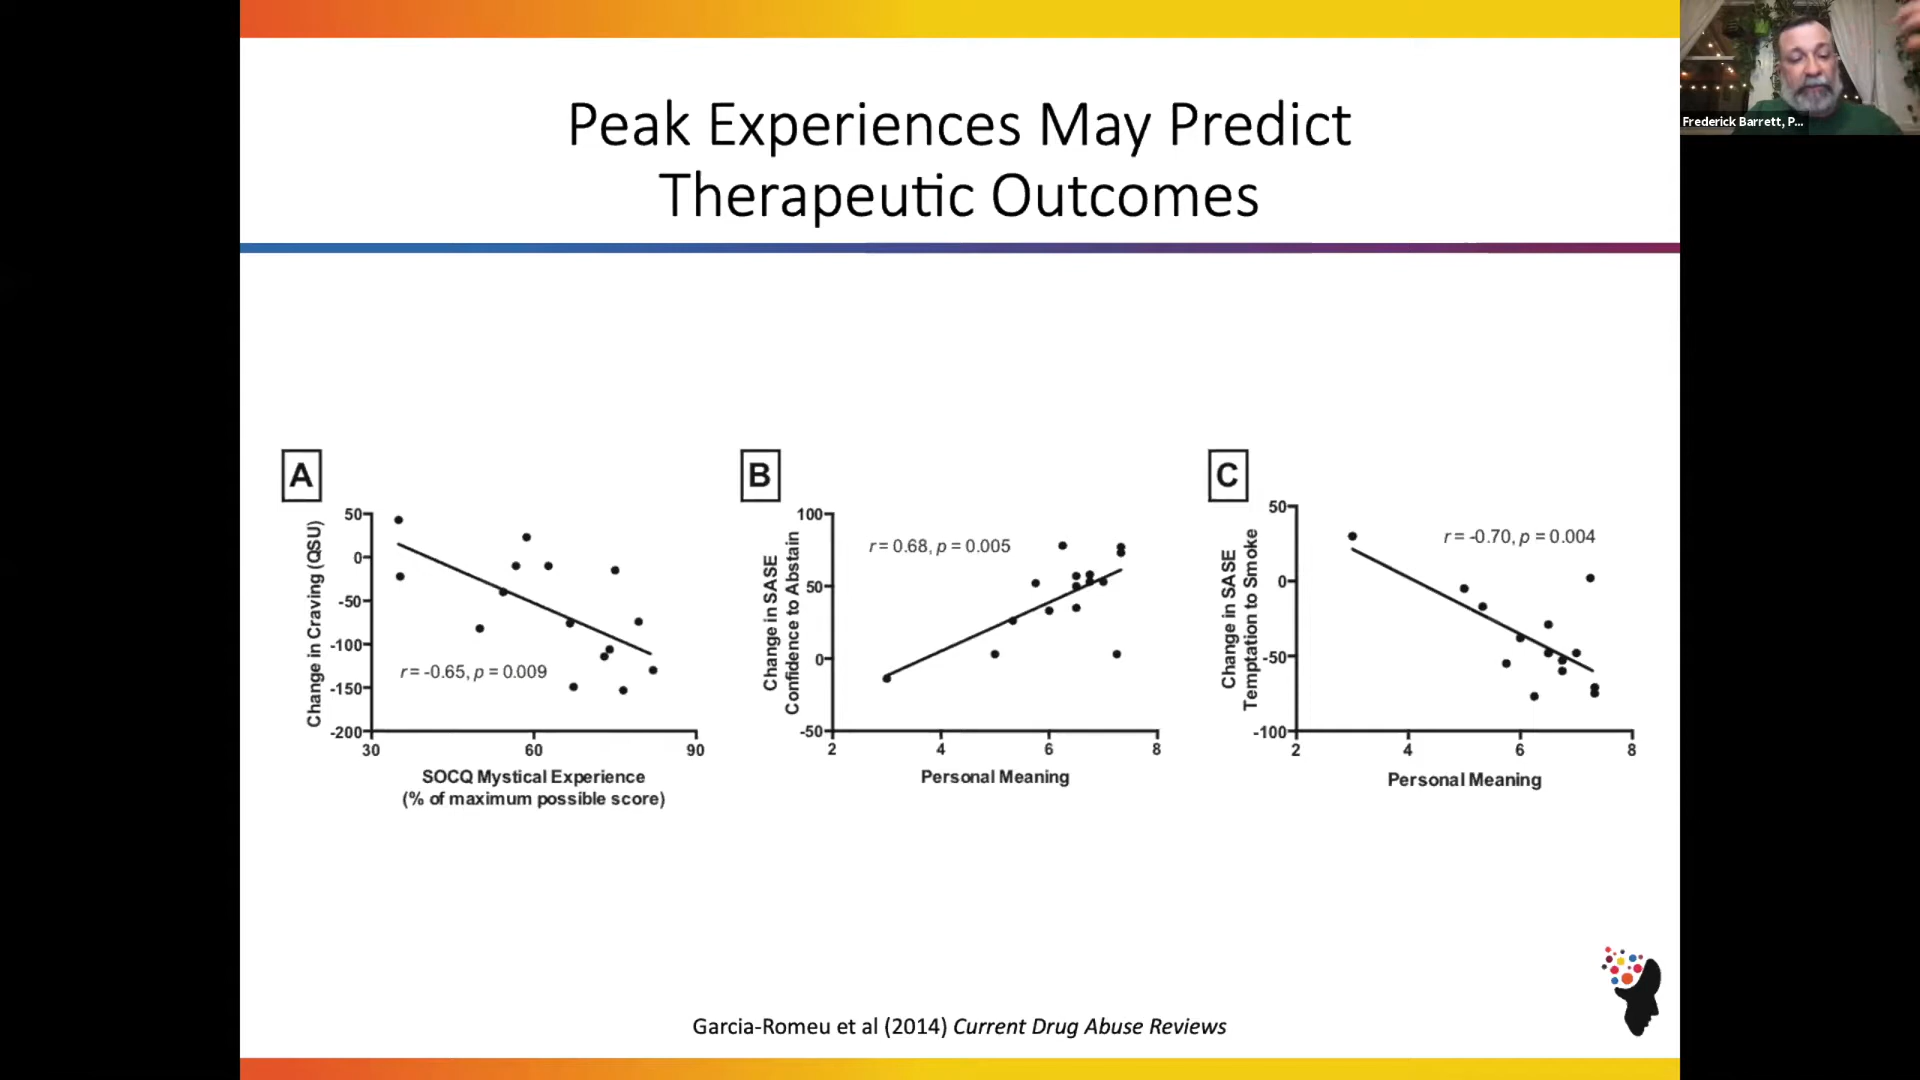 Frederick Barrett, P...
Peak Experiences May Predict
Therapeutic Outcomes
A
50
0
-50
-100
-150
-200
30
60
90
Change in Craving (QSU)
r = -0.65, p = 0.009
SOCQ Mystical Experience
(% of maximum possible score)
B
100
50
0
-50
2
4
6
8
Change in SASE
Confidence to Abstain
r = 0.68, p = 0.005
Personal Meaning
C
50
0
-50
-100
2
4
6
8
Change in SASE
Temptation to Smoke
r = -0.70, p = 0.004
Personal Meaning
Garcia-Romeu et al (2014) Current Drug Abuse Reviews